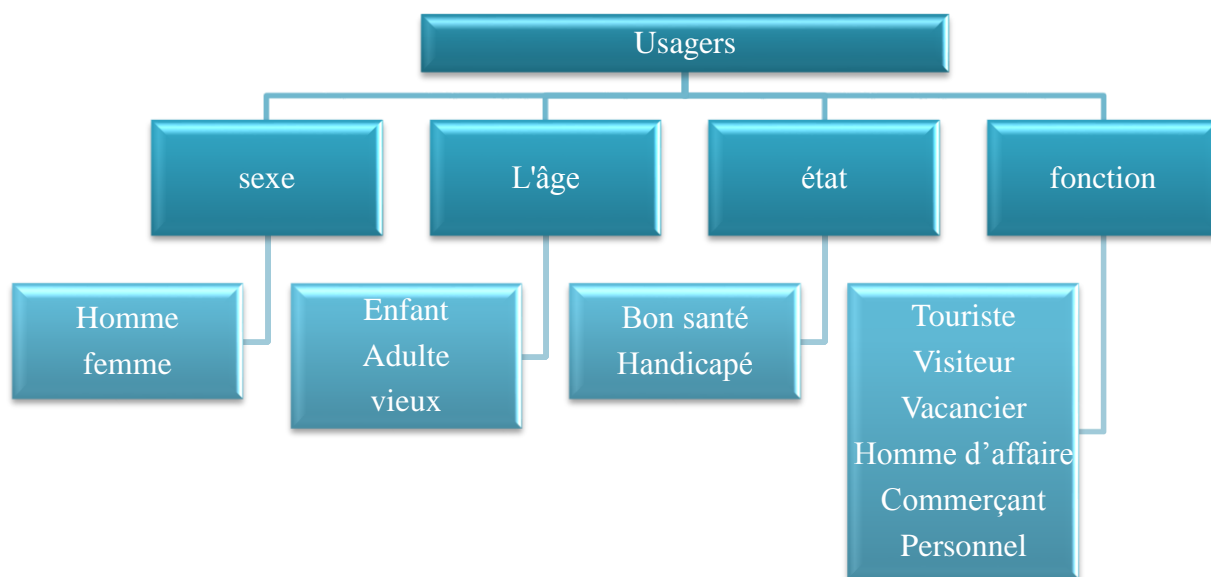 Usagers
sexe
L'âge
état
fonction
Homme
femme
Enfant
Adulte
vieux
Bon santé
Handicapé
Touriste
Visiteur
Vacancier
Homme d’affaire
Commerçant
Personnel